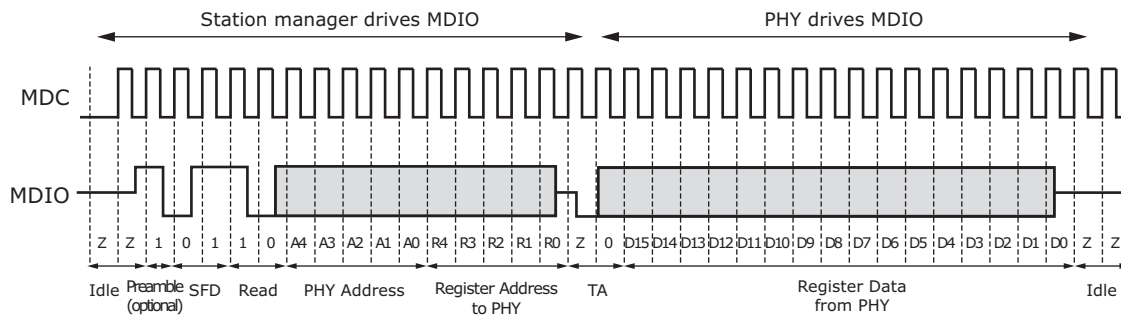 Station manager drives MDIO PHY drives MDIO
MDC
MDIO
Z Z 1 0 1 1 0 A4 A3 A2 A1 A0 R4 R3 R2 R1 R0 Z 0 D15 D14 D13 D12 D11 D10 D9 D8 D7 D6 D5 D4 D3 D2 D1 D0 Z Z
Idle Preamble SFD Read PHY Address Register Address TA Register Data Idle
(optional) to PHY from PHY